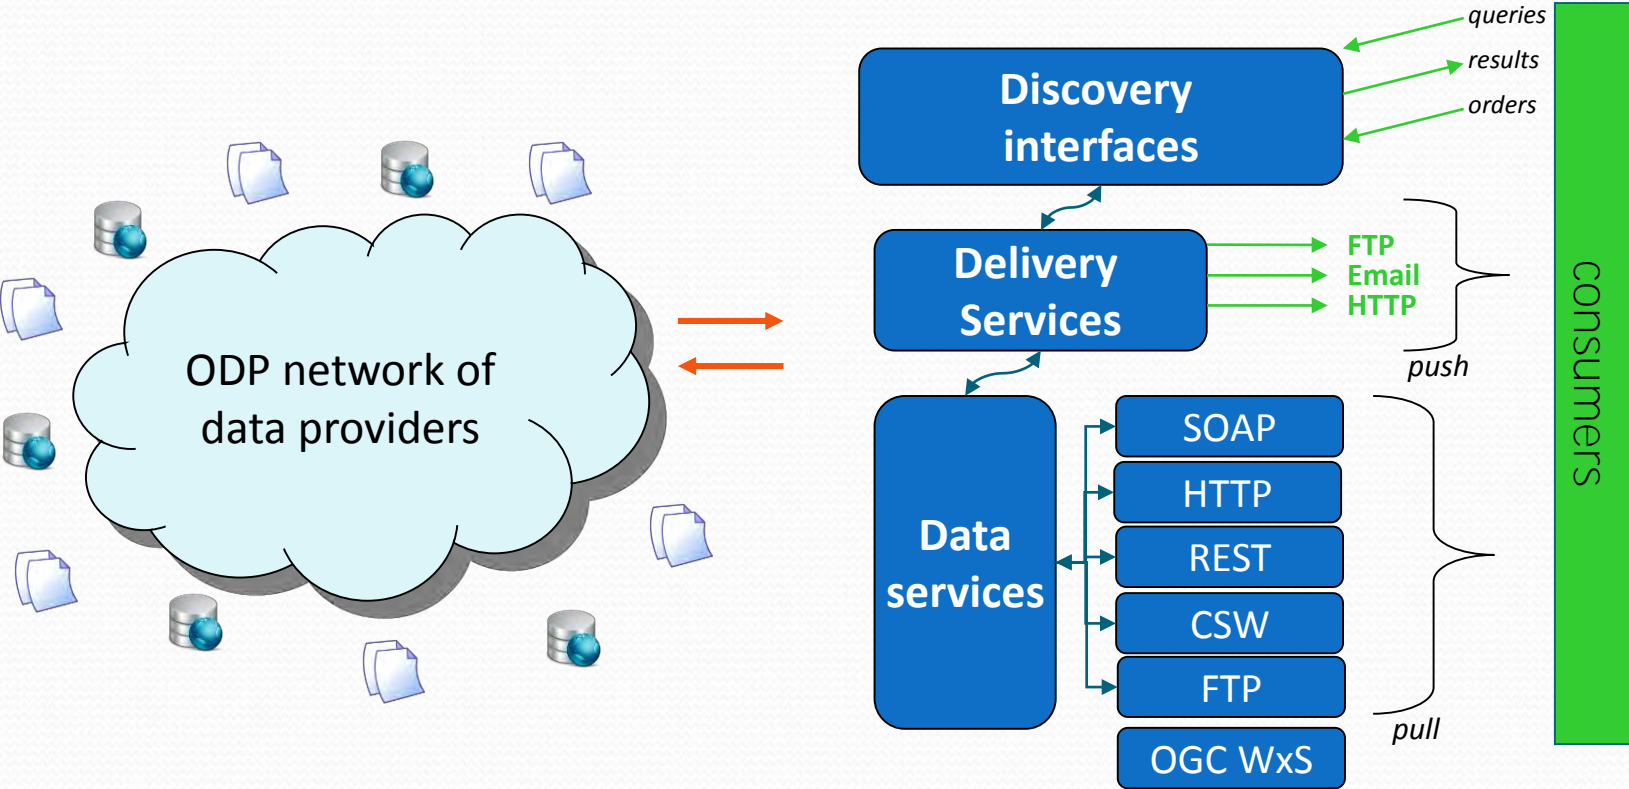 queries
results
orders
Discovery
interfaces
Delivery
Services
FTP
Email
HTTP
push
ODP network of
data providers
Data
services
SOAP
HTTP
REST
CSW
FTP
OGC WxS
pull
consumers